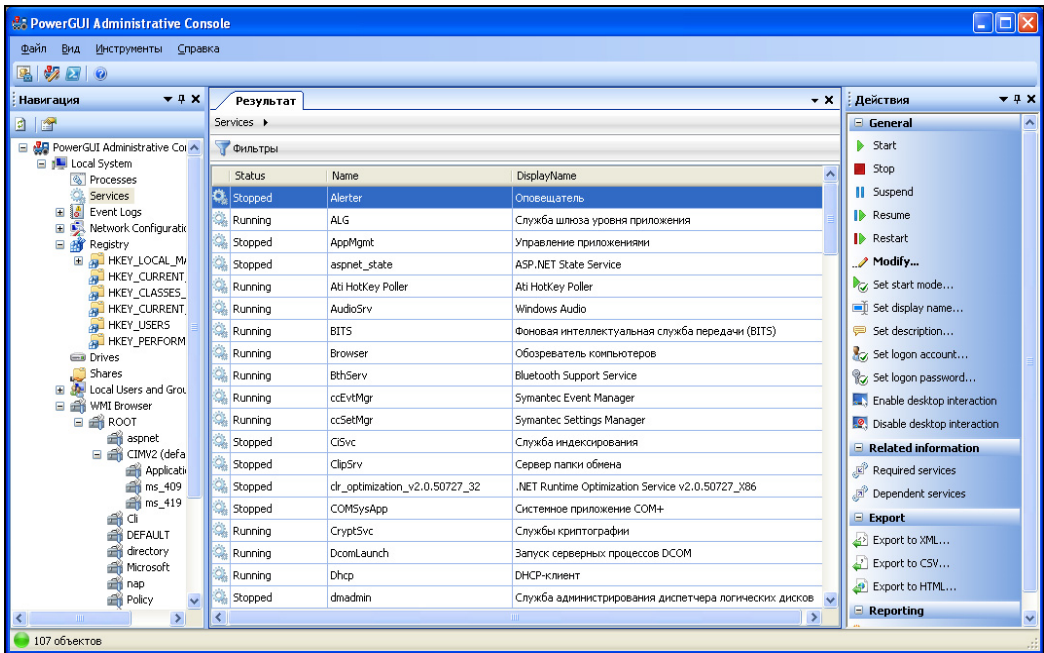 PowerGUI Administrative Console
Файл Вид Инструменты Справка
Навигация
PowerGUI Administrative Cor
Local System
Processes
Services
Event Logs
Network Configuratic
Registry
HKEY_LOCAL_MA
HKEY_CURRENT_
HKEY_CLASSES_
HKEY_CURRENT_
HKEY_USERS
HKEY_PERFORM
Drives
Shares
Local Users and Grou
WMI Browser
ROOT
aspnet
CIMV2 (defa
Applicati
ms_409
ms_419
Cli
DEFAULT
directory
Microsoft
nap
Policy
Результат
Services
Фильтры
Status Name DisplayName
Stopped Alerter Оповещатель
Running ALG Служба шлюза уровня приложения
Stopped AppMgmt Управление приложениями
Stopped aspnet_state ASP.NET State Service
Running Ati HotKey Poller Ati HotKey Poller
Running AudioSrv Windows Audio
Running BITS Фоновая интеллектуальная служба передачи (BITS)
Running Browser Обозреватель компьютеров
Running BthServ Bluetooth Support Service
Running ccEvtMgr Symantec Event Manager
Running ccSetMgr Symantec Settings Manager
Stopped CiSvc Служба индексирования
Stopped ClipSrv Сервер папки обмена
Stopped clr_optimization_v2.0.50727_32 .NET Runtime Optimization Service v2.0.50727_X86
Stopped COMSysApp Системное приложение COM+
Running CryptSvc Службы криптографии
Running DcomLaunch Запуск серверных процессов DCOM
Running Dhcp DHCP-клиент
Stopped dmadmin Служба администрирования диспетчера логических дисков
Действия
General
Start
Stop
Suspend
Resume
Restart
Modify...
Set start mode...
Set display name...
Set description...
Set logon account...
Set logon password...
Enable desktop interaction
Disable desktop interaction
Related information
Required services
Dependent services
Export
Export to XML...
Export to CSV...
Export to HTML...
Reporting
107 объектов